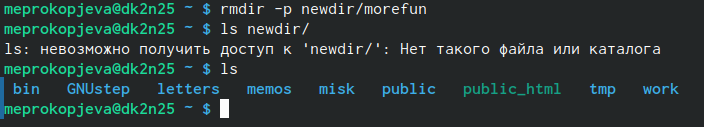 meprokopjeva@dk2n25 ~ $ rmdir -p newdir/morefun
meprokopjeva@dk2n25 ~ $ ls newdir/
ls: невозможно получить доступ к 'newdir/': Нет такого файла или каталога
meprokopjeva@dk2n25 ~ $ ls
bin GNUstep letters memos misk public public_html tmp work
meprokopjeva@dk2n25 ~ $